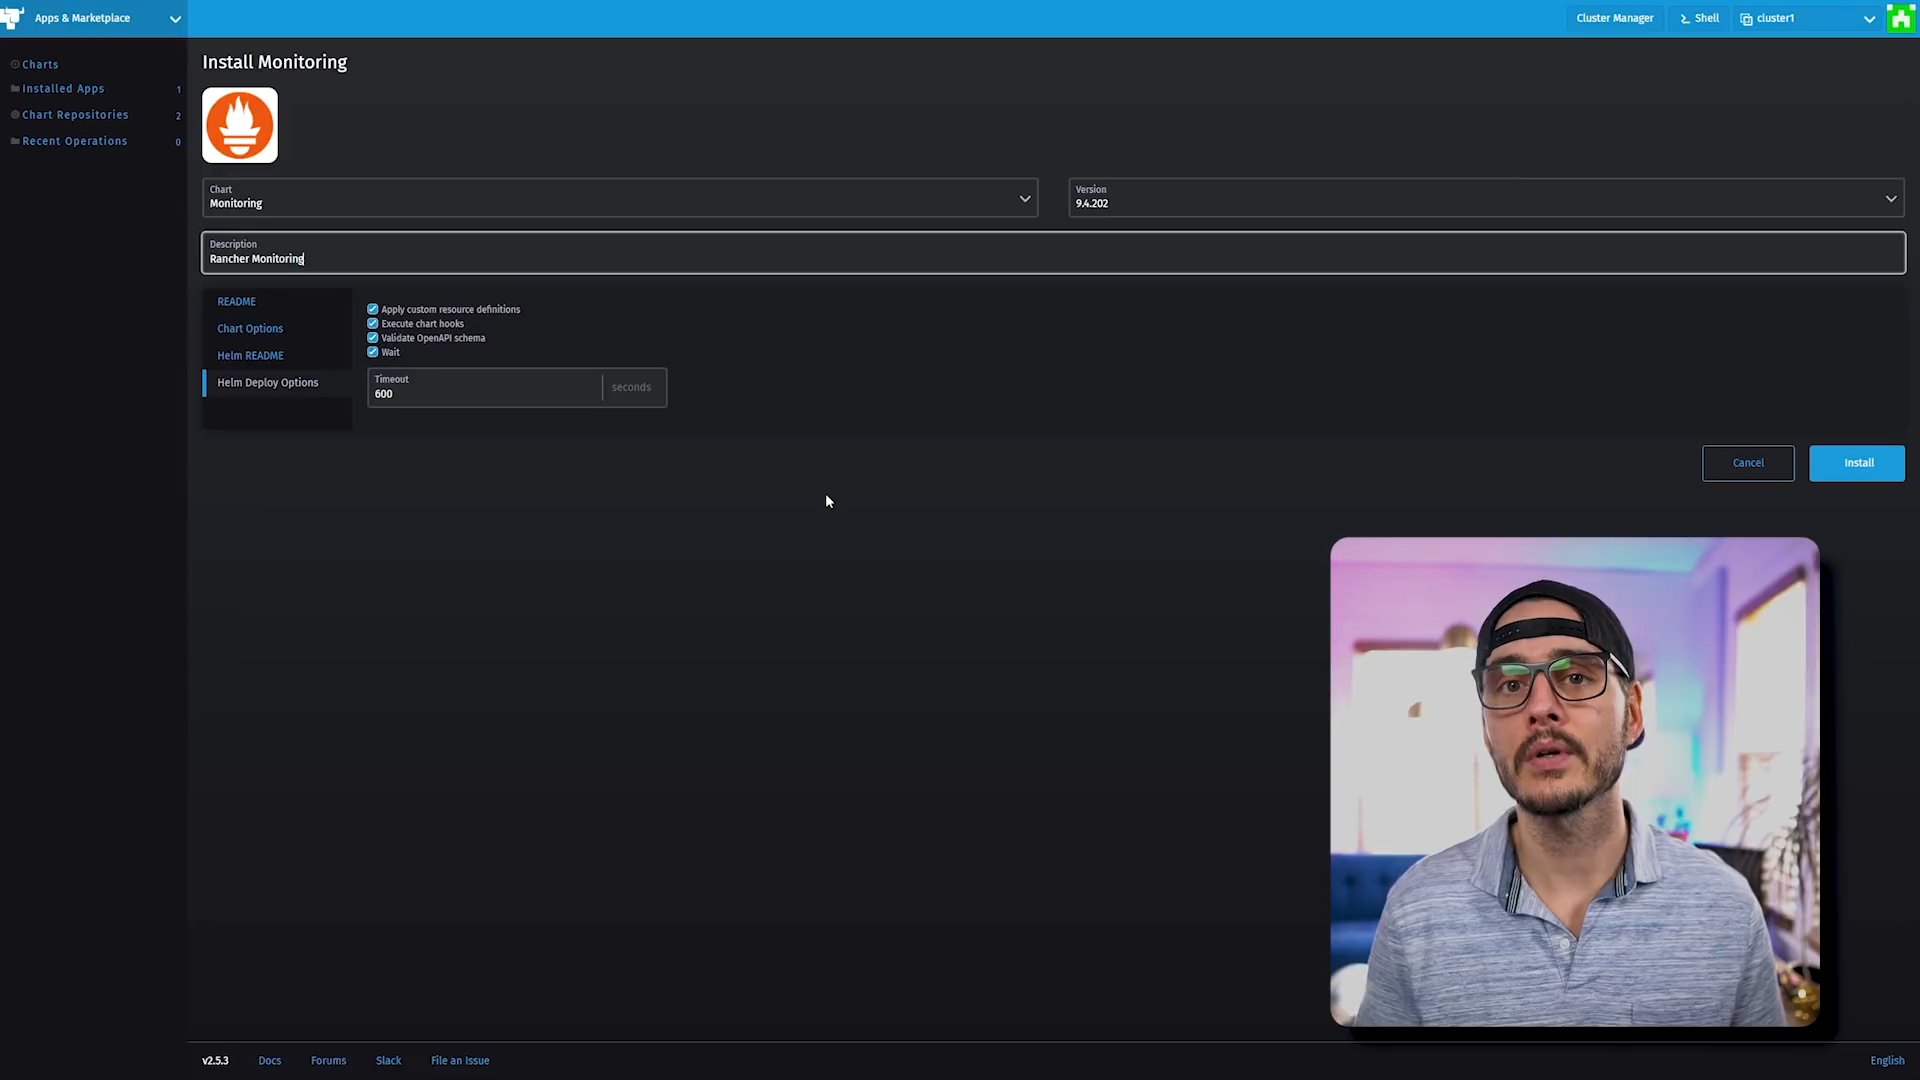 Apps & Marketplace
Cluster Manager
Shell
cluster1
Charts
Installed Apps 1
Chart Repositories 2
Recent Operations 0
Install Monitoring
Chart
Monitoring
Version
9.4.202
Description
Rancher Monitoring
README
Chart Options
Helm README
Helm Deploy Options
Apply custom resource definitions
Execute chart hooks
Validate OpenAPI schema
Wait
Timeout
600
seconds
Cancel
Install
v2.5.3
Docs
Forums
Slack
File an Issue
English